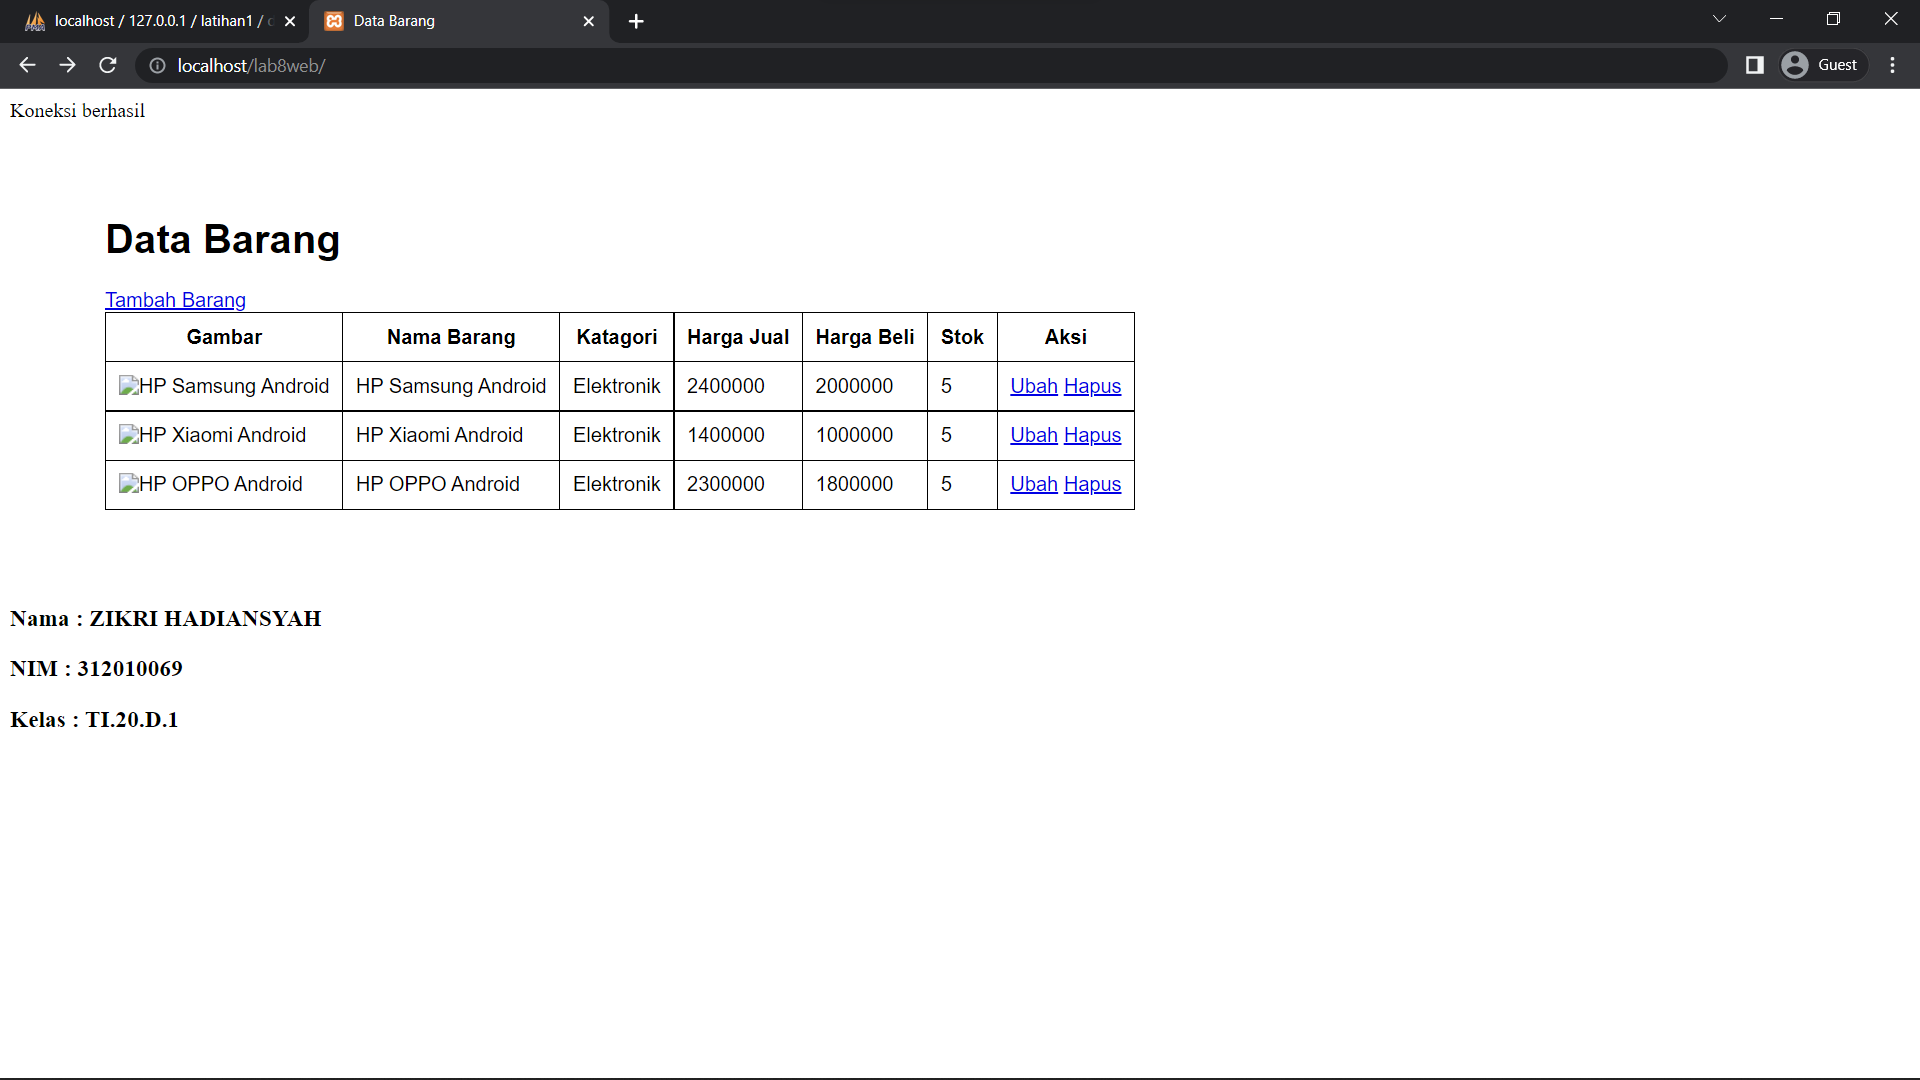 localhost / 127.0.0.1 / latihan1 /
Data Barang
localhost/lab8web/
Guest
Koneksi berhasil
Data Barang
Tambah Barang
Gambar Nama Barang Katagori Harga Jual Harga Beli Stok Aksi
HP Samsung Android HP Samsung Android Elektronik 2400000 2000000 5 Ubah Hapus
HP Xiaomi Android HP Xiaomi Android Elektronik 1400000 1000000 5 Ubah Hapus
HP OPPO Android HP OPPO Android Elektronik 2300000 1800000 5 Ubah Hapus
Nama : ZIKRI HADIANSYAH
NIM : 312010069
Kelas : TI.20.D.1